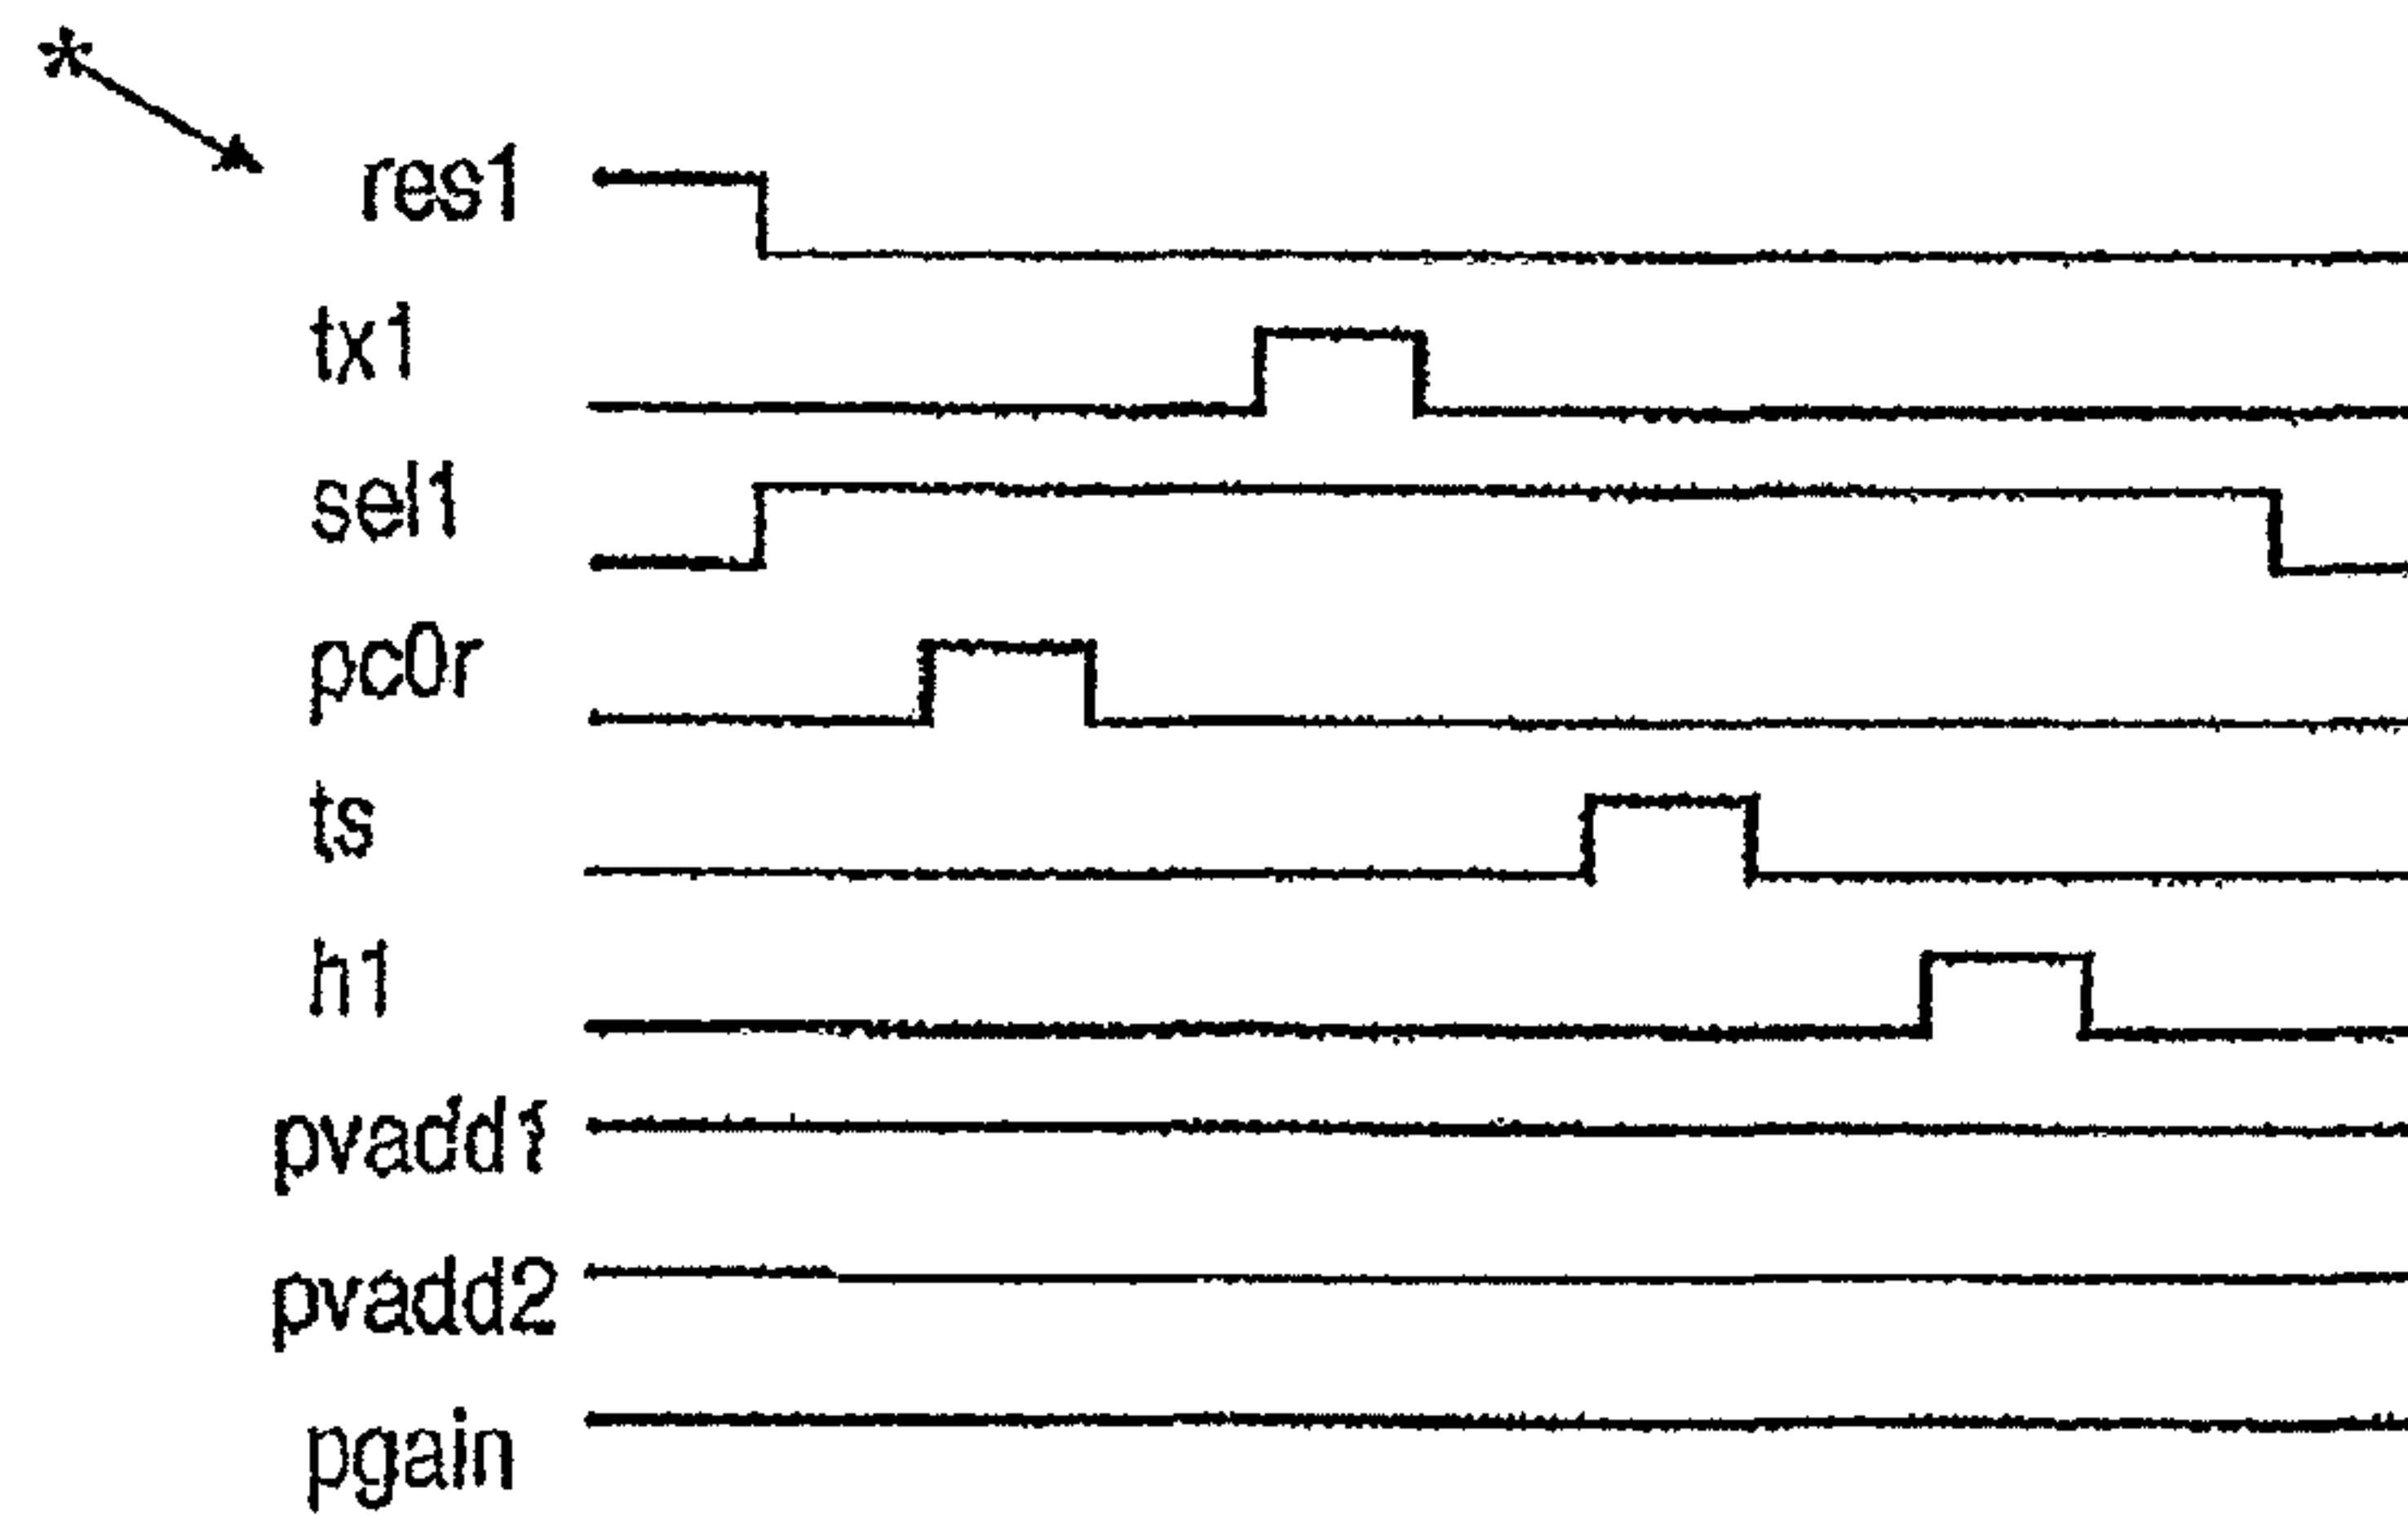 *
res1
tx1
sel1
pc0r
ts
h1
pvadd1
pvadd2
pgain